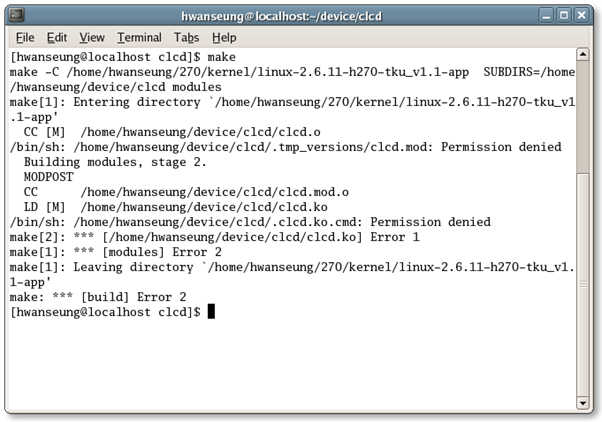 hwanseung@localhost:~/device/clcd
File Edit View Terminal Tabs Help
[hwanseung@localhost clcd]$ make
make -C /home/hwanseung/270/kernel/linux-2.6.11-h270-tku_v1.1-app  SUBDIRS=/home
/hwanseung/device/clcd modules
make[1]: Entering directory `/home/hwanseung/270/kernel/linux-2.6.11-h270-tku_v1
.1-app'
  CC [M]  /home/hwanseung/device/clcd/clcd.o
/bin/sh: /home/hwanseung/device/clcd/.tmp_versions/clcd.mod: Permission denied
  Building modules, stage 2.
  MODPOST
  CC      /home/hwanseung/device/clcd/clcd.mod.o
  LD [M]  /home/hwanseung/device/clcd/clcd.ko
/bin/sh: /home/hwanseung/device/clcd/.clcd.ko.cmd: Permission denied
make[2]: *** [/home/hwanseung/device/clcd/clcd.ko] Error 1
make[1]: *** [modules] Error 2
make[1]: Leaving directory `/home/hwanseung/270/kernel/linux-2.6.11-h270-tku_v1.
1-app'
make: *** [build] Error 2
[hwanseung@localhost clcd]$